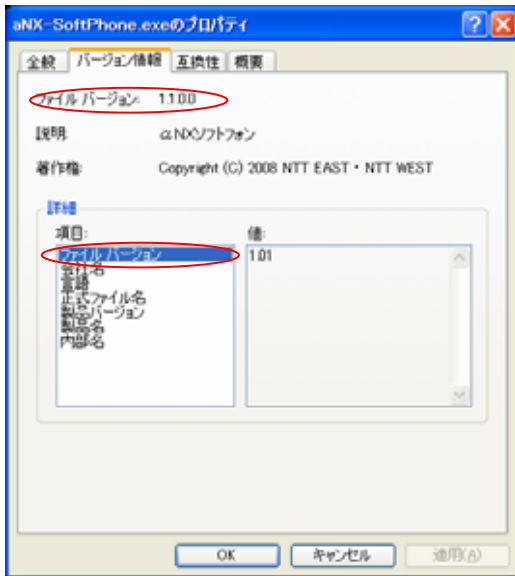 aNX-SoftPhone.exeのプロパティ
全般 バージョン情報 互換性 概要
ファイル バージョン: 1.1.0.0
説明: αNXソフトフォン
著作権: Copyright (C) 2008 NTT EAST・NTT WEST
詳細
項目: 値:
ファイル バージョン 1.01
会社名
言語
正式ファイル名
製品バージョン
製品名
内部名
OK キャンセル 適用(A)